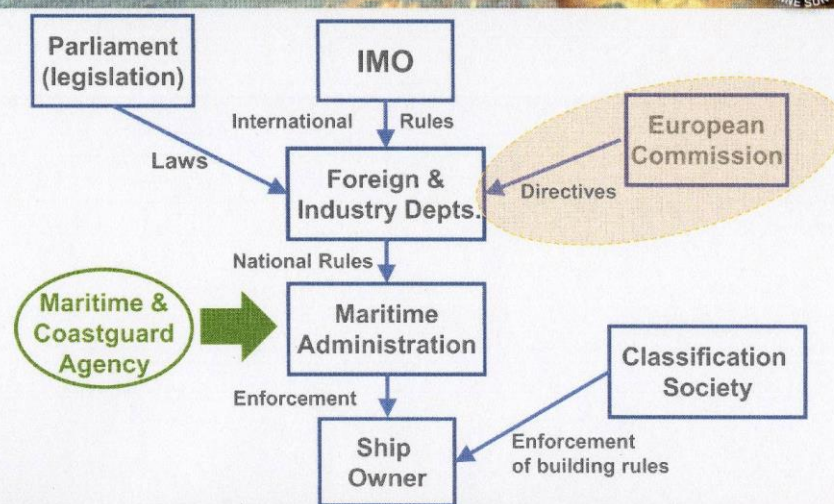 Parliament
(legislation)
IMO
International Rules
European
Commission
Laws
Foreign &
Industry Depts.
Directives
National Rules
Maritime &
Coastguard
Agency
Maritime
Administration
Classification
Society
Enforcement
Ship
Owner
Enforcement
of building rules